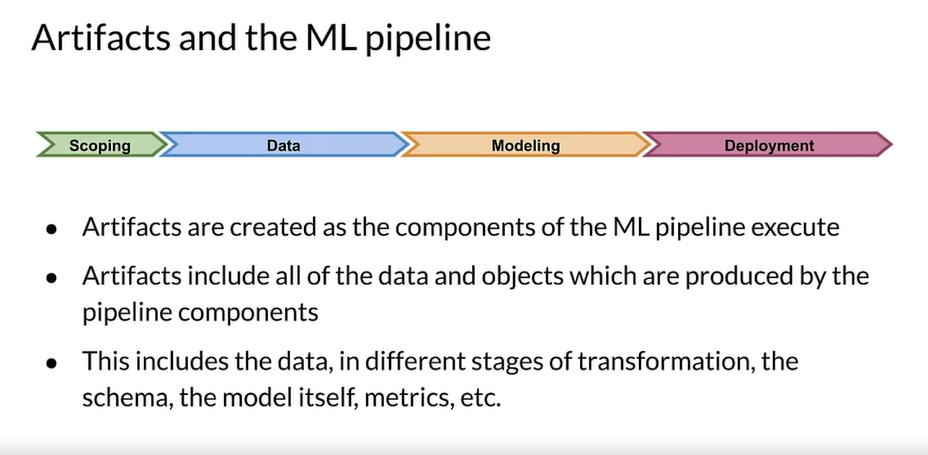 Artifacts and the ML pipeline
Scoping
Data
Modeling
Deployment
● Artifacts are created as the components of the ML pipeline execute
● Artifacts include all of the data and objects which are produced by the
pipeline components
● This includes the data, in different stages of transformation, the
schema, the model itself, metrics, etc.